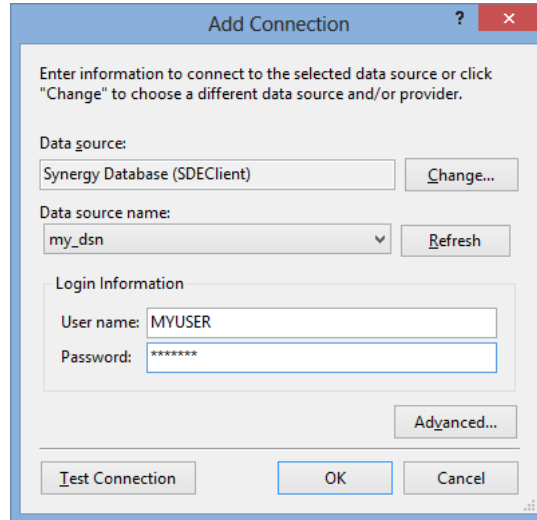 Add Connection
?
×
Enter information to connect to the selected data source or click
"Change" to choose a different data source and/or provider.
Data source:
Synergy Database (SDEClient)
Change...
Data source name:
my_dsn
Refresh
Login Information
User name: MYUSER
Password: *******
Advanced...
Test Connection
OK
Cancel